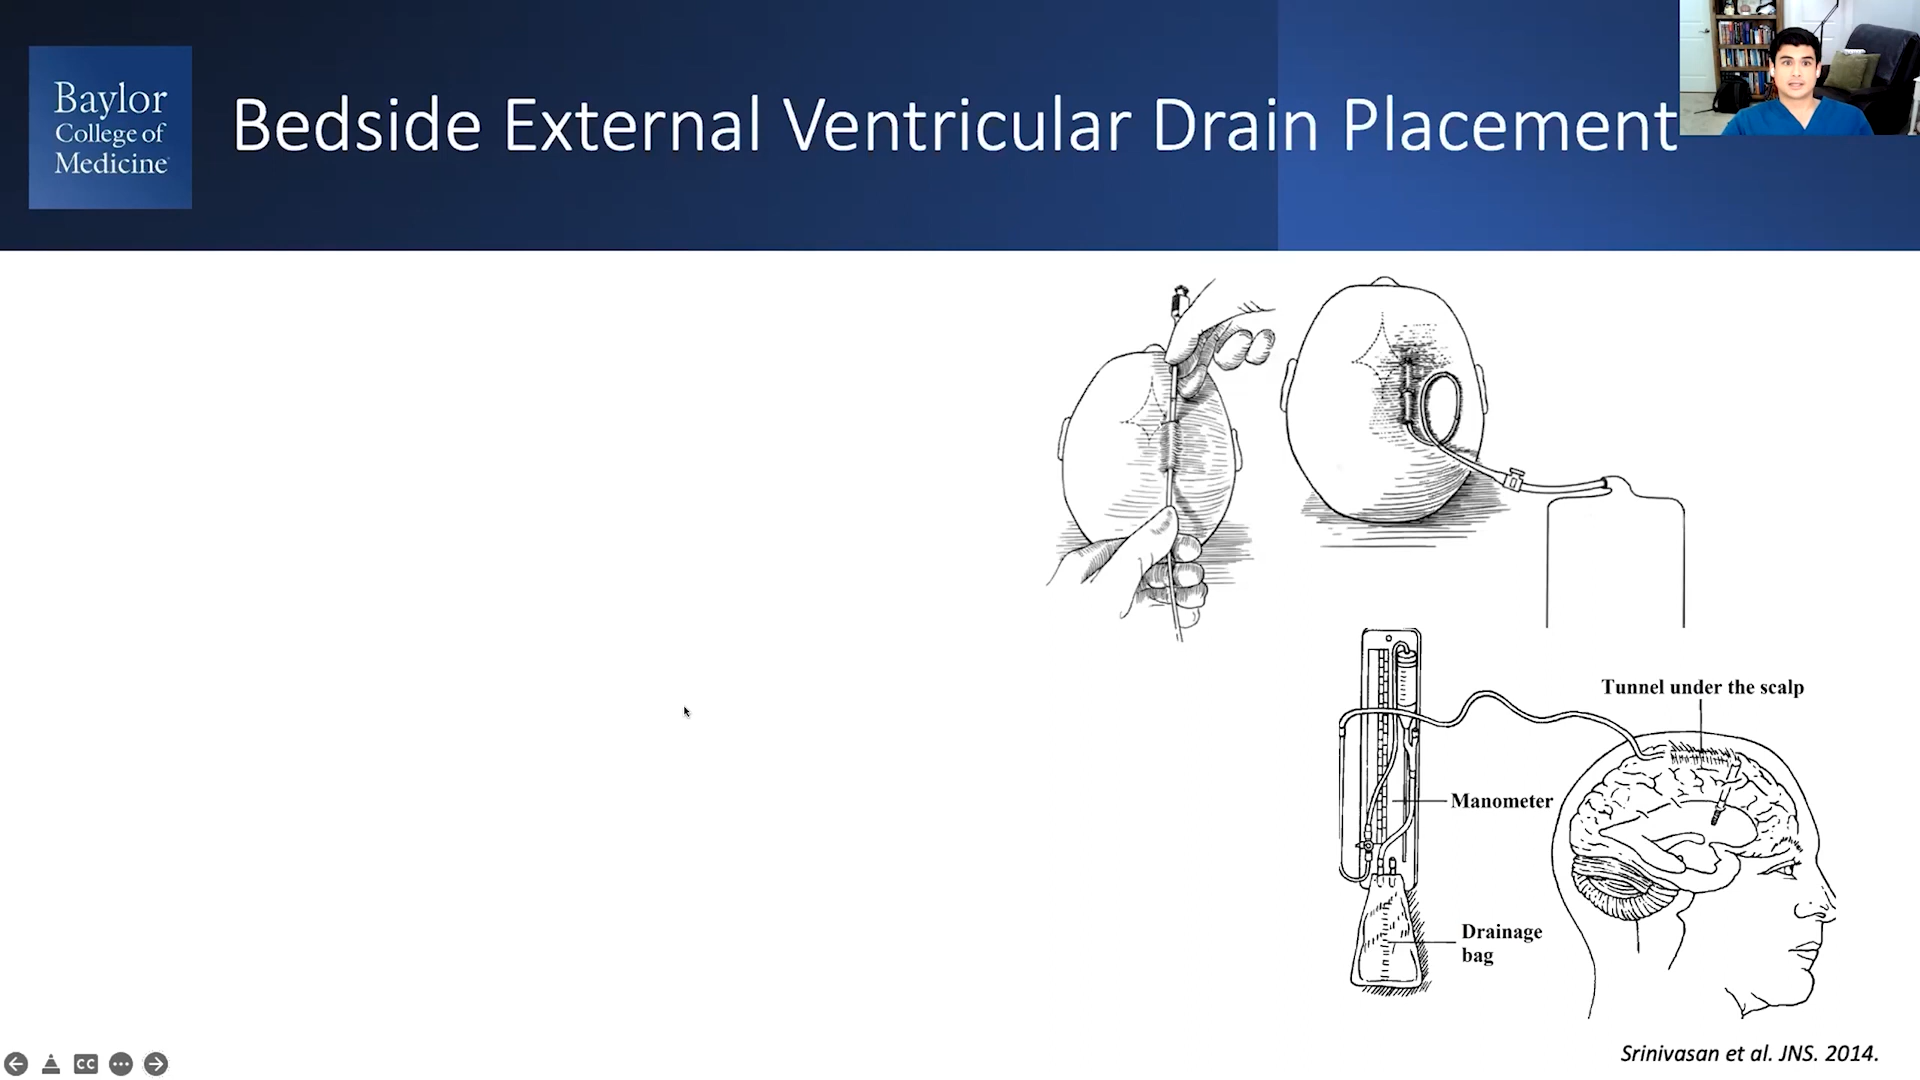 Baylor
College of
Medicine
Bedside External Ventricular Drain Placement
Tunnel under the scalp
Manometer
Drainage
bag
Srinivasan et al. JNS. 2014.
CC